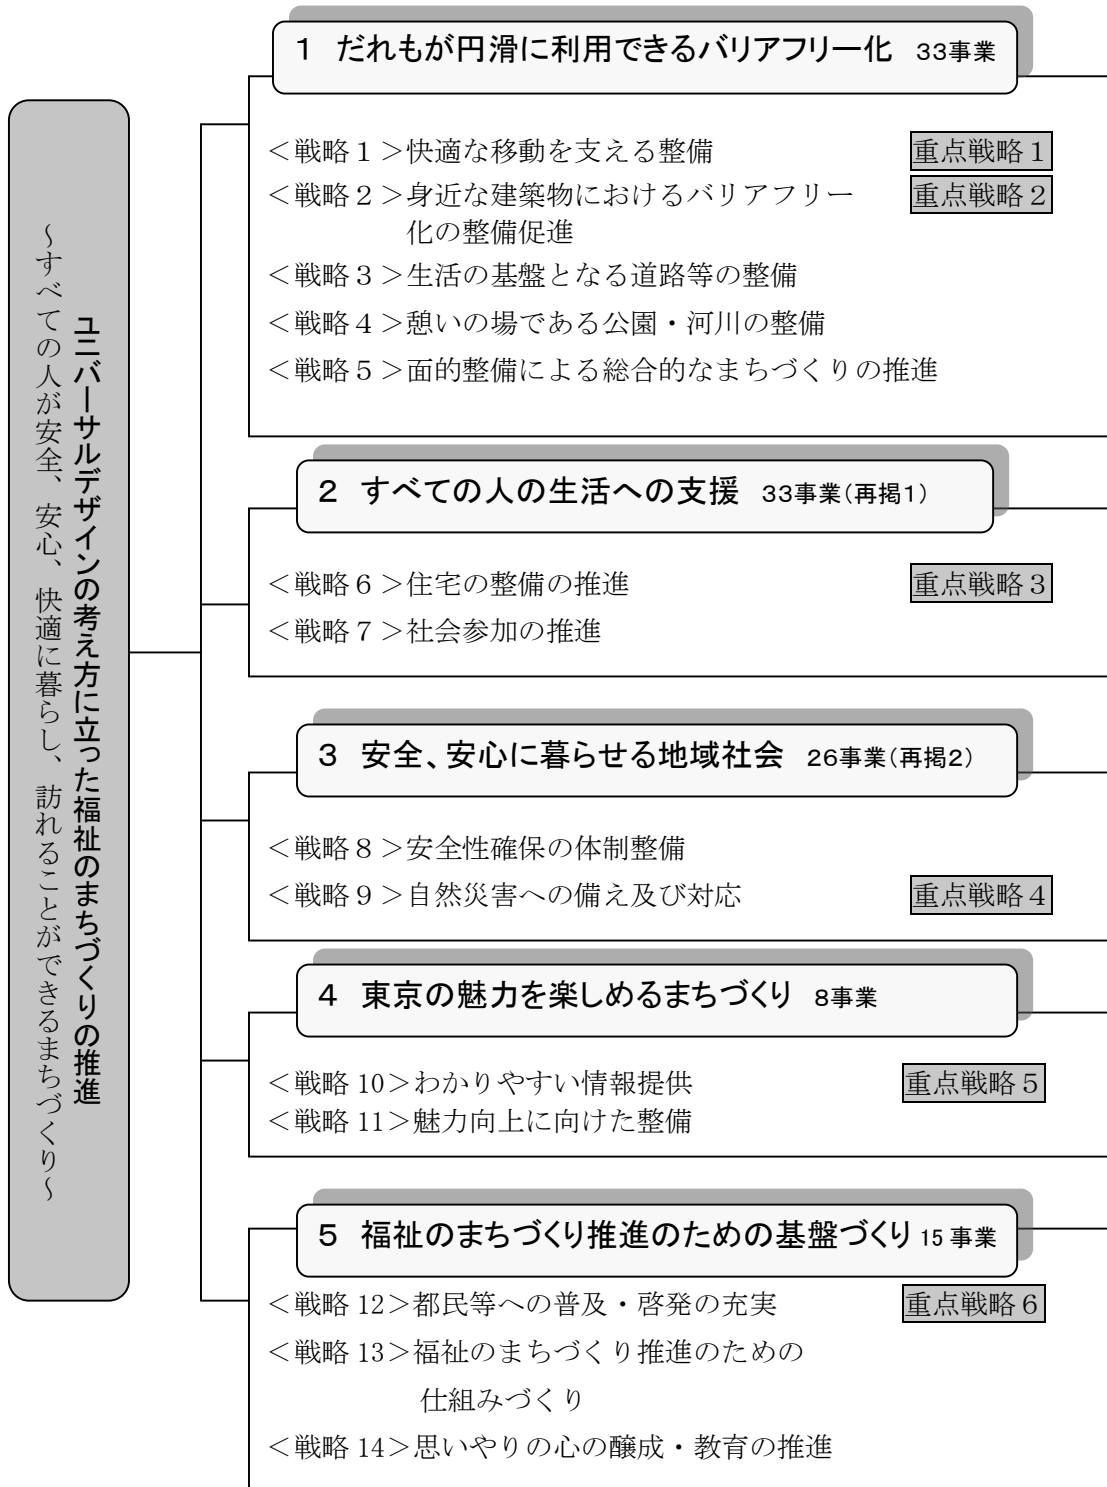 ユニバーサルデザインの考え方に立った福祉のまちづくりの推進
~すべての人が安全、安心、快適に暮らし、訪れることができるまちづくり~
1 だれもが円滑に利用できるバリアフリー化 33事業
<戦略1>快適な移動を支える整備 重点戦略1
<戦略2>身近な建築物におけるバリアフリー 重点戦略2
化の整備促進
<戦略3>生活の基盤となる道路等の整備
<戦略4>憩いの場である公園・河川の整備
<戦略5>面的整備による総合的なまちづくりの推進
2 すべての人の生活への支援 33事業(再掲1)
<戦略6>住宅の整備の推進 重点戦略3
<戦略7>社会参加の推進
3 安全、安心に暮らせる地域社会 26事業(再掲2)
<戦略8>安全性確保の体制整備
<戦略9>自然災害への備え及び対応 重点戦略4
4 東京の魅力を楽しめるまちづくり 8事業
<戦略10>わかりやすい情報提供 重点戦略5
<戦略11>魅力向上に向けた整備
5 福祉のまちづくり推進のための基盤づくり 15事業
<戦略12>都民等への普及・啓発の充実 重点戦略6
<戦略13>福祉のまちづくり推進のための
仕組みづくり
<戦略14>思いやりの心の醸成・教育の推進